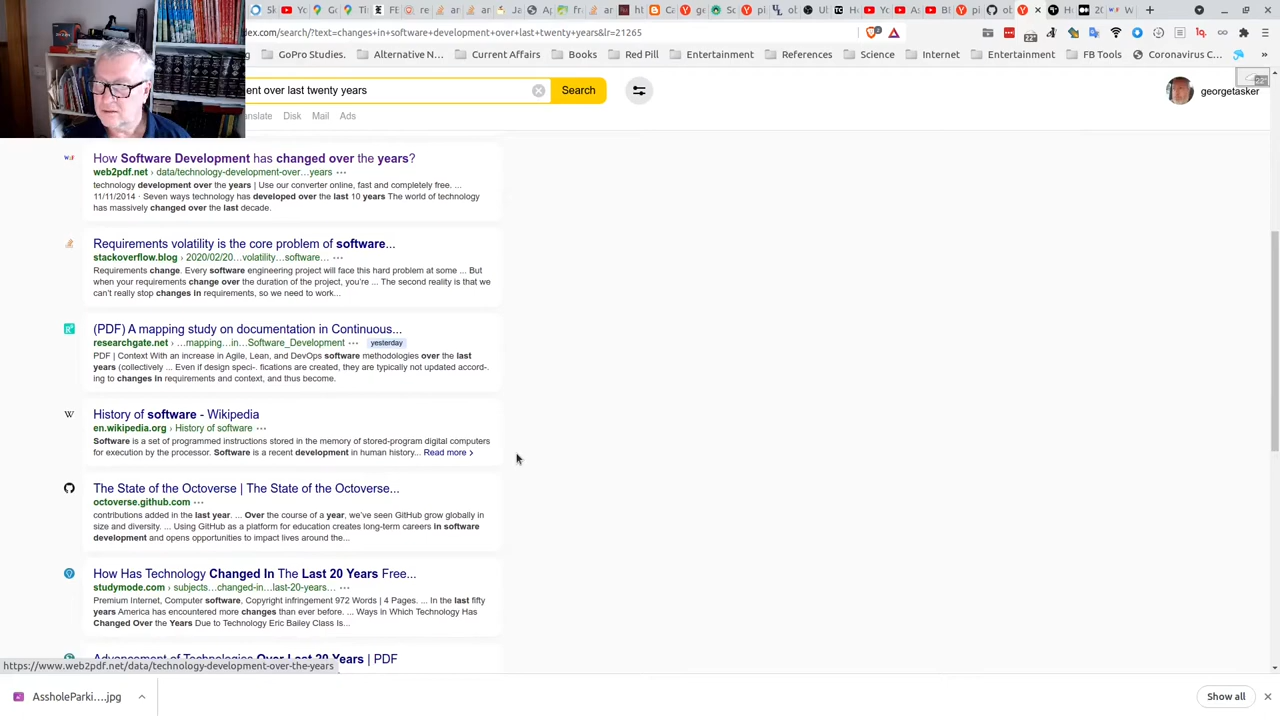 dex.com/search/?text=changes+in+software+development+over+last+twenty+years&lr=21265
GoPro Studies.
Alternative N...
Current Affairs
Books
Red Pill
Entertainment
References
Science
Internet
Entertainment
FB Tools
Coronavirus C...
ent over last twenty years
Search
georgetasker
anslate
Disk
Mail
Ads
How Software Development has changed over the years?
web2pdf.net › data/technology-development-over…years
technology development over the years | Use our converter online, fast and completely free. ...
11/11/2014 · Seven ways technology has developed over the last 10 years The world of technology
has massively changed over the last decade.
Requirements volatility is the core problem of software...
stackoverflow.blog › 2020/02/20…volatility…software…
Requirements change. Every software engineering project will face this hard problem at some ... But
when your requirements change over the duration of the project, you're ... The second reality is that we
can't really stop changes in requirements, so we need to work...
(PDF) A mapping study on documentation in Continuous...
researchgate.net › …mapping…in…Software_Development
yesterday
PDF | Context With an increase in Agile, Lean, and DevOps software methodologies over the last
years (collectively ... Even if design speci-. fications are created, they are typically not updated accord-.
ing to changes in requirements and context, and thus become.
History of software - Wikipedia
en.wikipedia.org › History of software
Software is a set of programmed instructions stored in the memory of stored-program digital computers
for execution by the processor. Software is a recent development in human history... Read more ›
The State of the Octoverse | The State of the Octoverse...
octoverse.github.com
contributions added in the last year. ... Over the course of a year, we've seen GitHub grow globally in
size and diversity. ... Using GitHub as a platform for education creates long-term careers in software
development and opens opportunities to impact lives around the...
How Has Technology Changed In The Last 20 Years Free...
studymode.com › subjects…changed-in…last-20-years…
Premium Internet, Computer software, Copyright infringement 972 Words | 4 Pages. ... In the last fifty
years America has encountered more changes than ever before. ... Ways in Which Technology Has
Changed Over the Years Due to Technology Eric Bailey Class Is...
Advancement of Technologies Over Last 20 Years | PDF
https://www.web2pdf.net/data/technology-development-over-the-years
AssholeParki....jpg
Show all